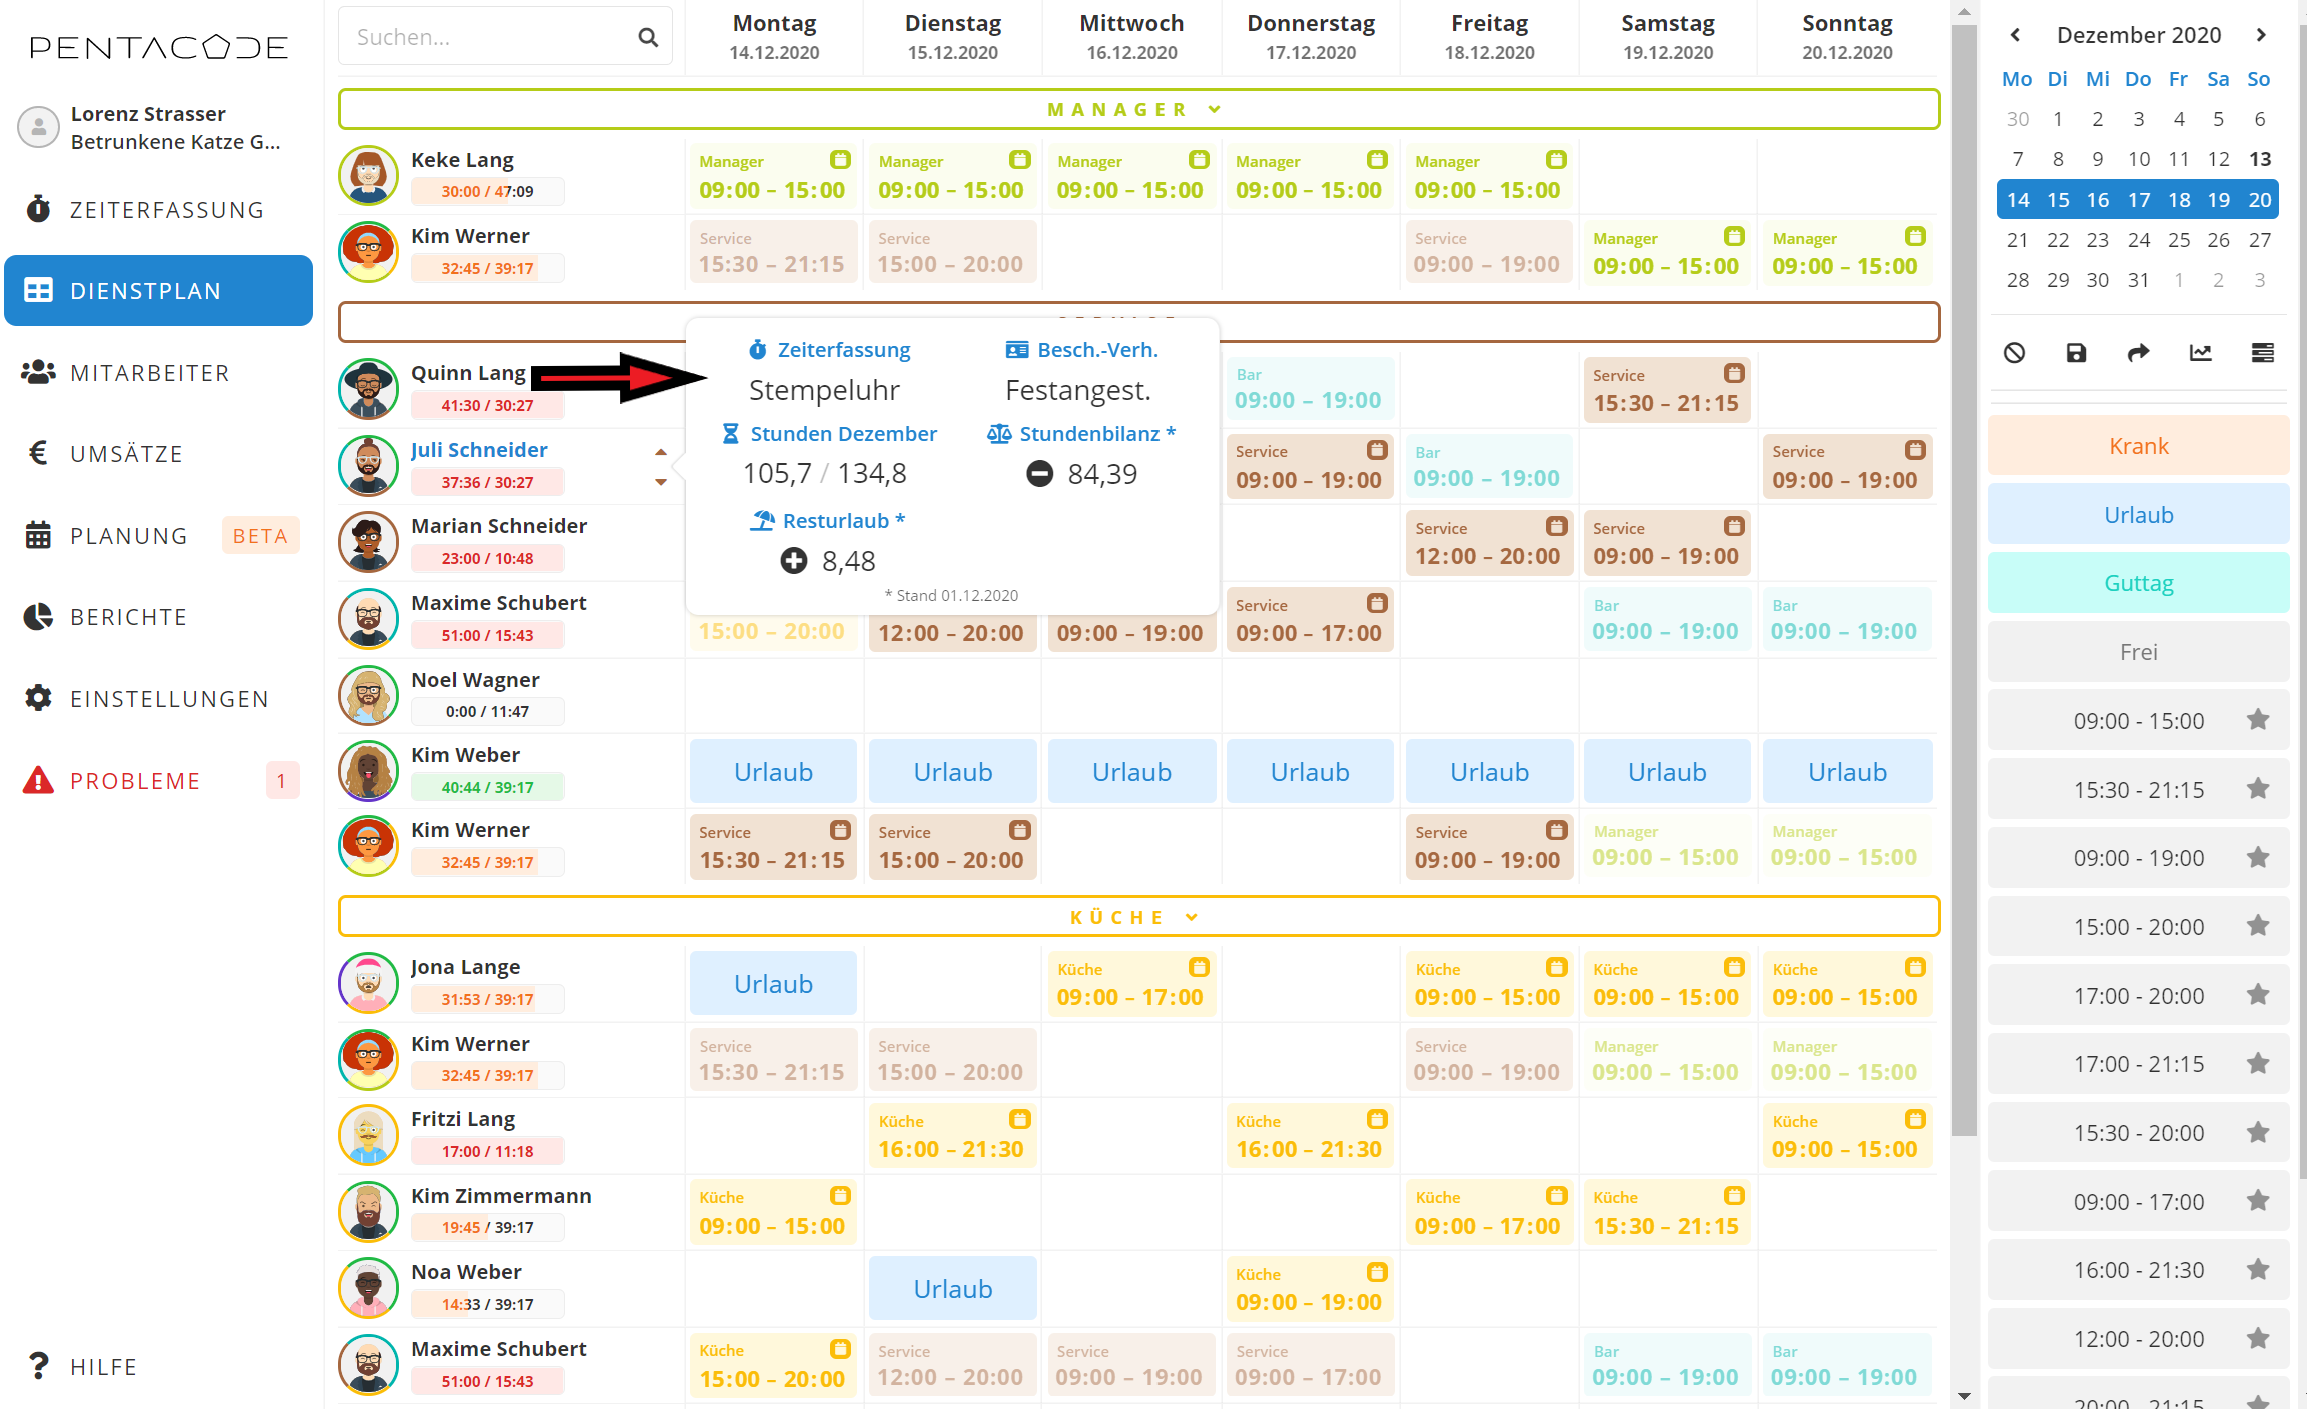 PENTACODE
Lorenz Strasser
Betrunkene Katze G...
ZEITERFASSUNG
DIENSTPLAN
MITARBEITER
UMSÄTZE
PLANUNG BETA
BERICHTE
EINSTELLUNGEN
PROBLEME 1
HILFE
Suchen...
Montag Dienstag Mittwoch Donnerstag Freitag Samstag Sonntag
14.12.2020 15.12.2020 16.12.2020 17.12.2020 18.12.2020 19.12.2020 20.12.2020
MANAGER
Keke Lang
30:00 / 47:09
Manager Manager Manager Manager Manager
09:00 – 15:00 09:00 – 15:00 09:00 – 15:00 09:00 – 15:00 09:00 – 15:00
Kim Werner
32:45 / 39:17
Service Service Service Manager Manager
15:30 – 21:15 15:00 – 20:00 09:00 – 19:00 09:00 – 15:00 09:00 – 15:00
Quinn Lang
41:30 / 30:27
Bar Service
09:00 – 19:00 15:30 – 21:15
Juli Schneider
37:36 / 30:27
Service Bar Service
09:00 – 19:00 09:00 – 19:00 09:00 – 19:00
Zeiterfassung Besch.-Verh.
Stempeluhr Festangest.
Stunden Dezember Stundenbilanz *
105,7 / 134,8 84,39
Resturlaub *
8,48
* Stand 01.12.2020
Marian Schneider
23:00 / 10:48
Service Service
12:00 – 20:00 09:00 – 19:00
Maxime Schubert
51:00 / 15:43
Service Bar Bar
15:00 – 20:00 12:00 – 20:00 09:00 – 19:00 09:00 – 17:00 09:00 – 19:00 09:00 – 19:00
Noel Wagner
0:00 / 11:47
Kim Weber
40:44 / 39:17
Urlaub Urlaub Urlaub Urlaub Urlaub Urlaub Urlaub
Kim Werner
32:45 / 39:17
Service Service Service Manager Manager
15:30 – 21:15 15:00 – 20:00 09:00 – 19:00 09:00 – 15:00 09:00 – 15:00
KÜCHE
Jona Lange
31:53 / 39:17
Urlaub
Küche Küche Küche Küche
09:00 – 17:00 09:00 – 15:00 09:00 – 15:00 09:00 – 15:00
Kim Werner
32:45 / 39:17
Service Service Service Manager Manager
15:30 – 21:15 15:00 – 20:00 09:00 – 19:00 09:00 – 15:00 09:00 – 15:00
Fritzi Lang
17:00 / 11:18
Küche Küche Küche
16:00 – 21:30 16:00 – 21:30 09:00 – 15:00
Kim Zimmermann
19:45 / 39:17
Küche Küche Küche
09:00 – 15:00 09:00 – 17:00 15:30 – 21:15
Noa Weber
14:33 / 39:17
Urlaub
Küche
09:00 – 19:00
Maxime Schubert
51:00 / 15:43
Küche Service Service Service Bar Bar
15:00 – 20:00 12:00 – 20:00 09:00 – 19:00 09:00 – 17:00 09:00 – 19:00 09:00 – 19:00
Dezember 2020
Mo Di Mi Do Fr Sa So
30 1 2 3 4 5 6
7 8 9 10 11 12 13
14 15 16 17 18 19 20
21 22 23 24 25 26 27
28 29 30 31 1 2 3
Krank
Urlaub
Guttag
Frei
09:00 - 15:00
15:30 - 21:15
09:00 - 19:00
15:00 - 20:00
17:00 - 20:00
17:00 - 21:15
15:30 - 20:00
09:00 - 17:00
16:00 - 21:30
12:00 - 20:00
20:00 - 21:15